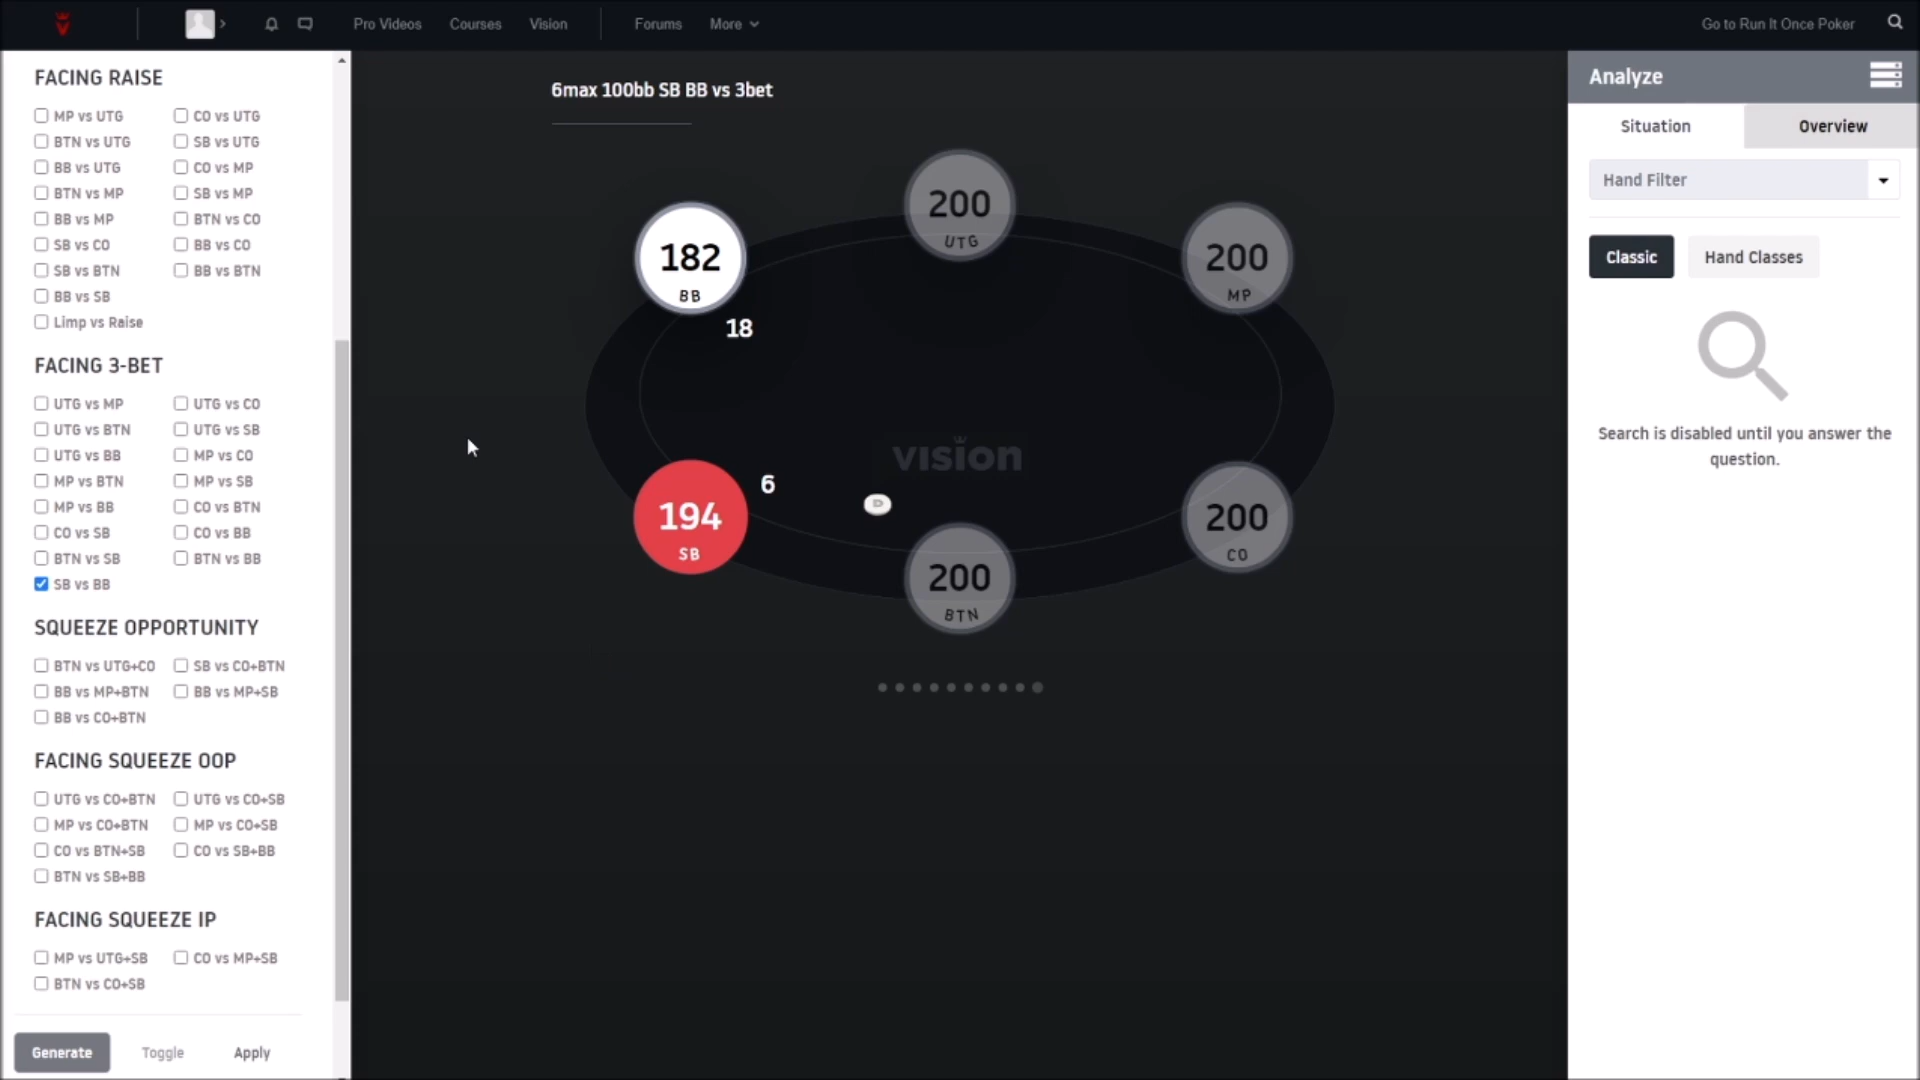 Pro Videos Courses Vision Forums More Go to Run It Once Poker
FACING RAISE
MP vs UTG CO vs UTG
BTN vs UTG SB vs UTG
BB vs UTG CO vs MP
BTN vs MP SB vs MP
BB vs MP BTN vs CO
SB vs CO BB vs CO
SB vs BTN BB vs BTN
BB vs SB
Limp vs Raise
FACING 3-BET
UTG vs MP UTG vs CO
UTG vs BTN UTG vs SB
UTG vs BB MP vs CO
MP vs BTN MP vs SB
MP vs BB CO vs BTN
CO vs SB CO vs BB
BTN vs SB BTN vs BB
SB vs BB
SQUEEZE OPPORTUNITY
BTN vs UTG+CO SB vs CO+BTN
BB vs MP+BTN BB vs MP+SB
BB vs CO+BTN
FACING SQUEEZE OOP
UTG vs CO+BTN UTG vs CO+SB
MP vs CO+BTN MP vs CO+SB
CO vs BTN+SB CO vs SB+BB
BTN vs SB+BB
FACING SQUEEZE IP
MP vs UTG+SB CO vs MP+SB
BTN vs CO+SB
Generate Toggle Apply
6max 100bb SB BB vs 3bet
200
UTG
182
BB
200
MP
18
vision
6
D
194
SB
200
CO
200
BTN
Analyze
Situation Overview
Hand Filter
Classic Hand Classes
Search is disabled until you answer the
question.